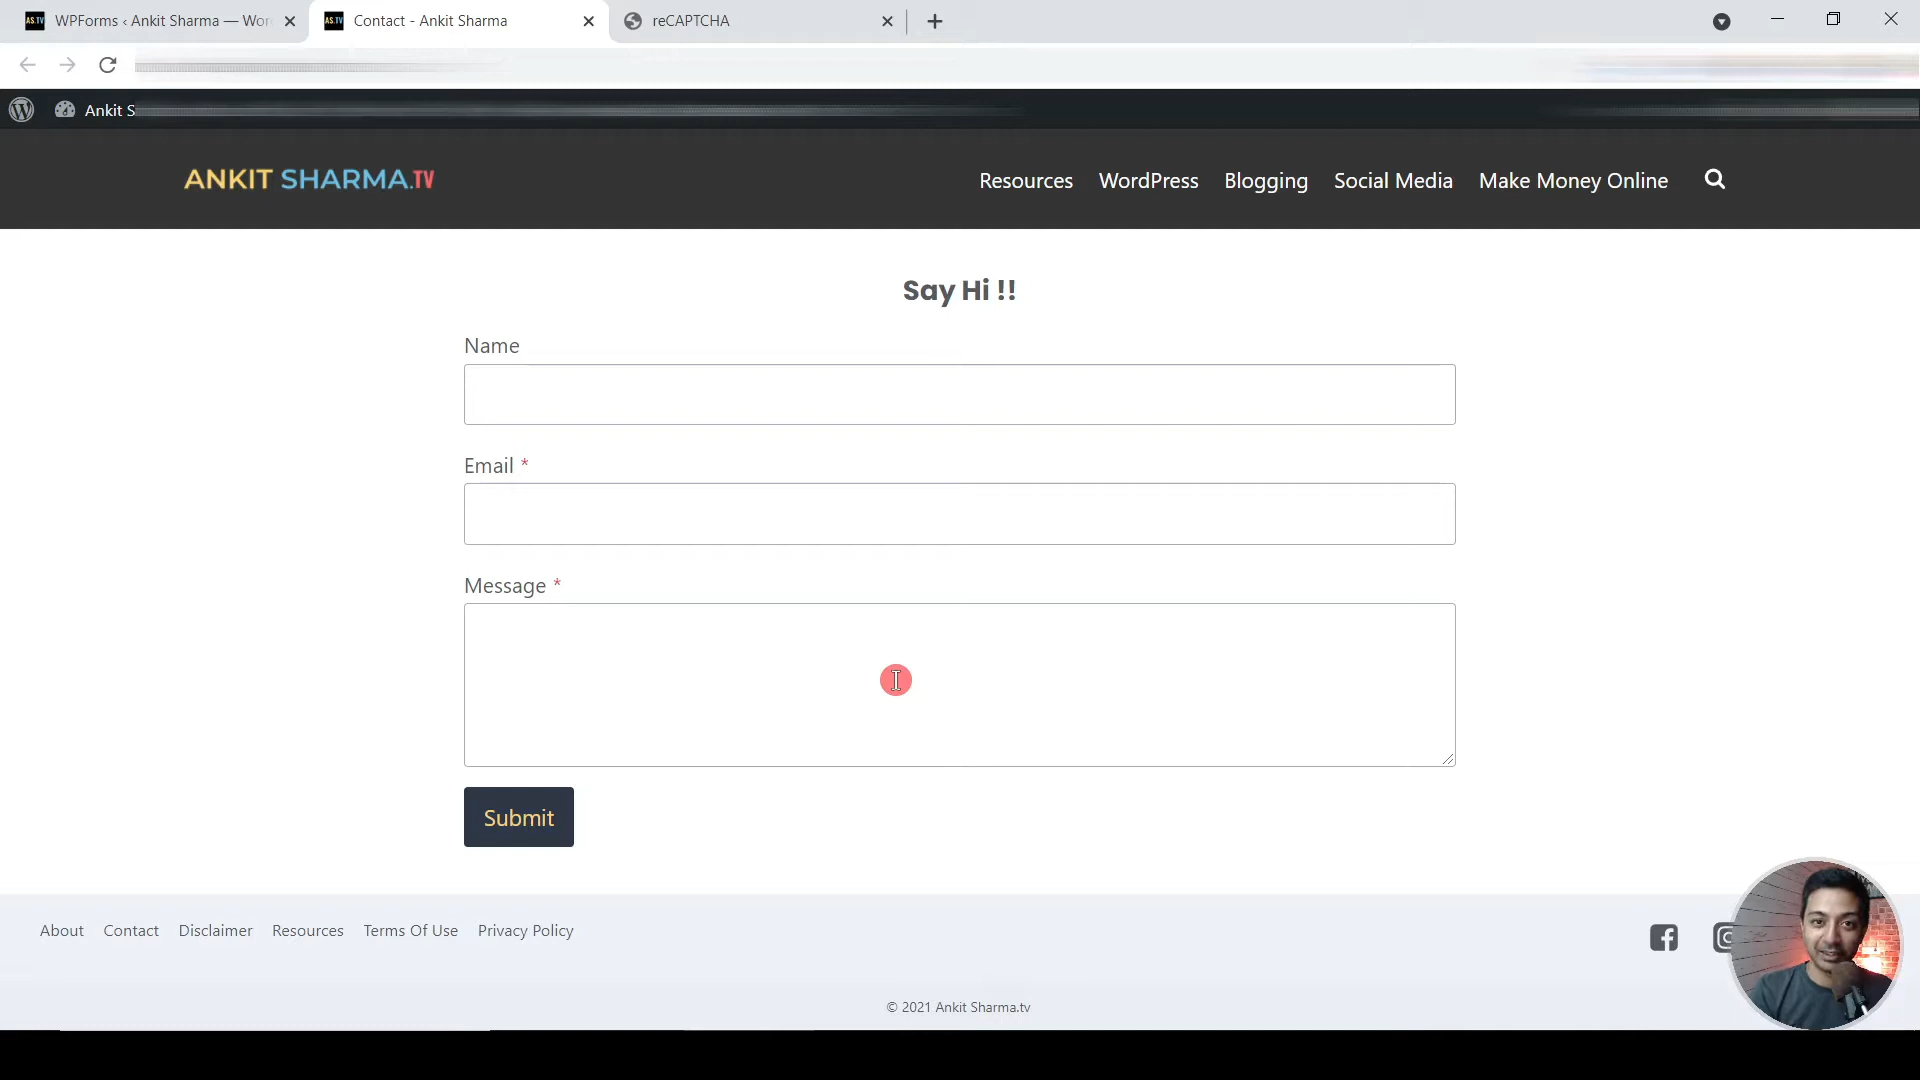 WPForms ‹ Ankit Sharma — Wor
Contact - Ankit Sharma
reCAPTCHA
Ankit S
ANKIT SHARMA.TV
Resources
WordPress
Blogging
Social Media
Make Money Online
Say Hi !!
Name
Email *
Message *
Submit
About
Contact
Disclaimer
Resources
Terms Of Use
Privacy Policy
© 2021 Ankit Sharma.tv